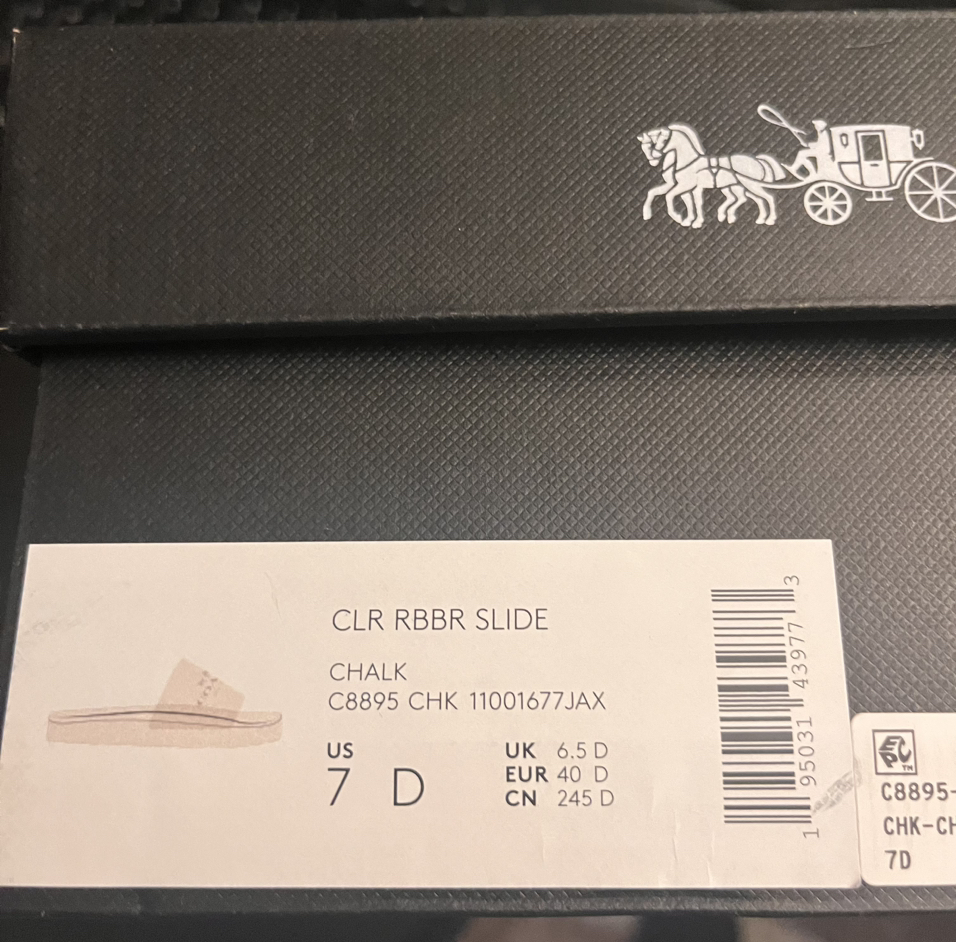 CLR RBBR SLIDE
CHALK
C8895 CHK 11001677JAX
US
7 D
UK 6.5 D
EUR 40 D
CN 245 D
1 95031 43977 3
EPC™
C8895-
CHK-CH
7D